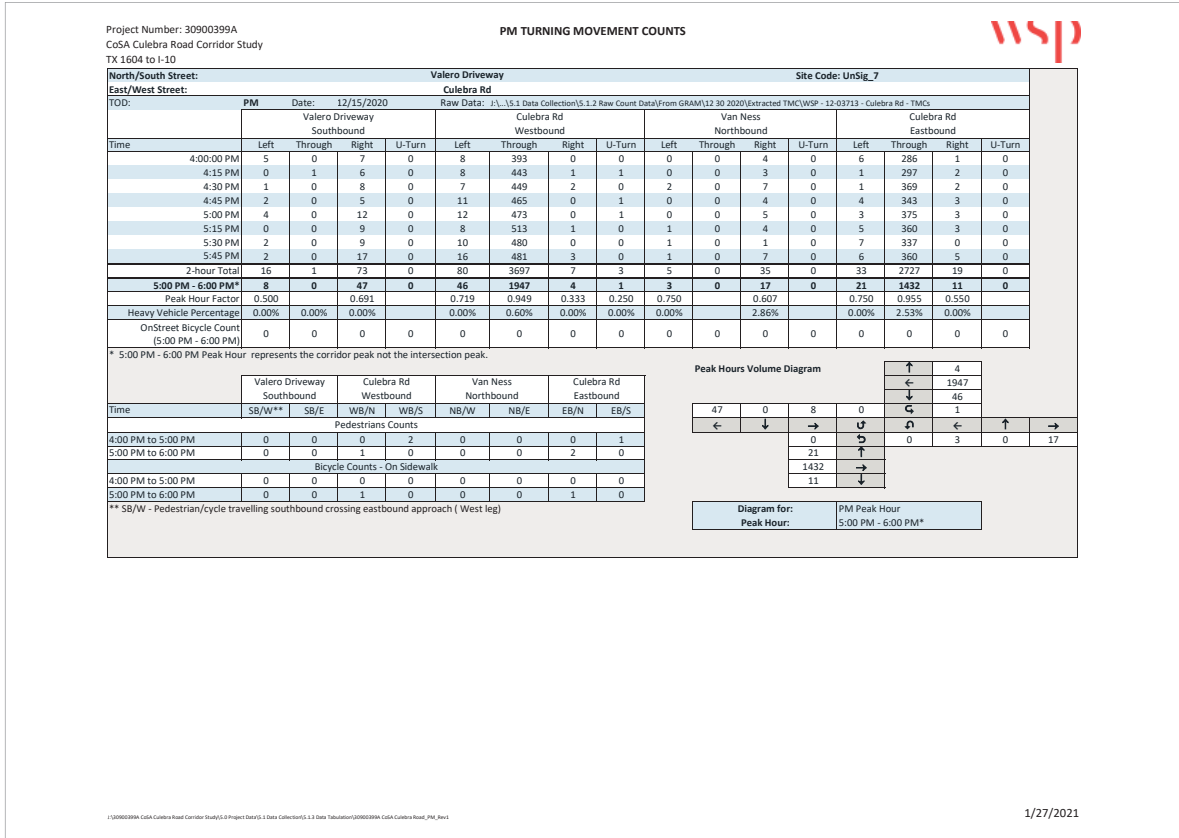 Project Number: 30900399A
PM TURNING MOVEMENT COUNTS
wsp
CoSA Culebra Road Corridor Study
TX 1604 to I-10
North/South Street: Valero Driveway Site Code: UnSig_7
East/West Street: Culebra Rd
TOD: PM Date: 12/15/2020 Raw Data: J:\...\5.1 Data Collection\5.1.2 Raw Count Data\From GRAM\12 30 2020\Extracted TMC\WSP - 12-03713 - Culebra Rd - TMCs
Valero Driveway Culebra Rd Van Ness Culebra Rd
Southbound Westbound Northbound Eastbound
Time Left Through Right U-Turn Left Through Right U-Turn Left Through Right U-Turn Left Through Right U-Turn
4:00:00 PM 5 0 7 0 8 393 0 0 0 0 4 0 6 286 1 0
4:15 PM 0 1 6 0 8 443 1 1 0 0 3 0 1 297 2 0
4:30 PM 1 0 8 0 7 449 2 0 2 0 7 0 1 369 2 0
4:45 PM 2 0 5 0 11 465 0 1 0 0 4 0 4 343 3 0
5:00 PM 4 0 12 0 12 473 0 1 0 0 5 0 3 375 3 0
5:15 PM 0 0 9 0 8 513 1 0 1 0 4 0 5 360 3 0
5:30 PM 2 0 9 0 10 480 0 0 1 0 1 0 7 337 0 0
5:45 PM 2 0 17 0 16 481 3 0 1 0 7 0 6 360 5 0
2-hour Total 16 1 73 0 80 3697 7 3 5 0 35 0 33 2727 19 0
5:00 PM - 6:00 PM* 8 0 47 0 46 1947 4 1 3 0 17 0 21 1432 11 0
Peak Hour Factor 0.500 0.691 0.719 0.949 0.333 0.250 0.750 0.607 0.750 0.955 0.550
Heavy Vehicle Percentage 0.00% 0.00% 0.00% 0.00% 0.60% 0.00% 0.00% 0.00% 2.86% 0.00% 2.53% 0.00%
OnStreet Bicycle Count
(5:00 PM - 6:00 PM) 0 0 0 0 0 0 0 0 0 0 0 0 0 0 0 0
* 5:00 PM - 6:00 PM Peak Hour represents the corridor peak not the intersection peak.
Valero Driveway Culebra Rd Van Ness Culebra Rd
Southbound Westbound Northbound Eastbound
Time SB/W** SB/E WB/N WB/S NB/W NB/E EB/N EB/S
Pedestrians Counts
4:00 PM to 5:00 PM 0 0 0 2 0 0 0 1
5:00 PM to 6:00 PM 0 0 1 0 0 0 2 0
Bicycle Counts - On Sidewalk
4:00 PM to 5:00 PM 0 0 0 0 0 0 0 0
5:00 PM to 6:00 PM 0 0 1 0 0 0 1 0
** SB/W - Pedestrian/cycle travelling southbound crossing eastbound approach ( West leg)
Peak Hours Volume Diagram ↑ 4
← 1947
↓ 46
47 0 8 0 1
← ↓ → ← ↑ →
0 0 3 0 17
21 ↑
1432 →
11 ↓
Diagram for: PM Peak Hour
Peak Hour: 5:00 PM - 6:00 PM*
J:\30900399A CoSA Culebra Road Corridor Study\5.0 Project Data\5.1 Data Collection\5.1.3 Data Tabulation\30900399A CoSA Culebra Road_PM_Rev1
1/27/2021